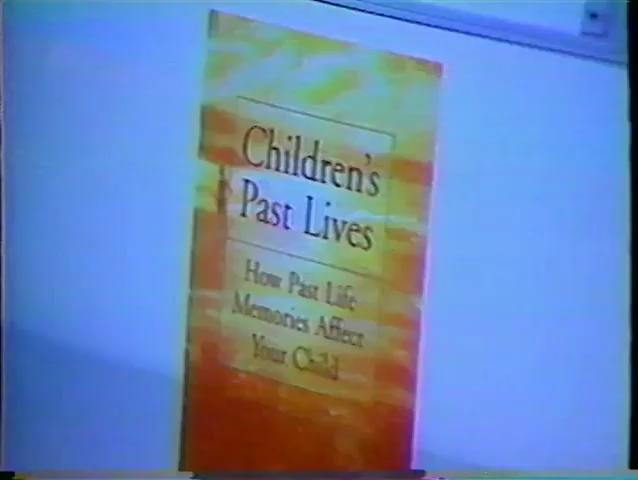 Children's
Past Lives
How Past Life
Memories Affect
Your Child